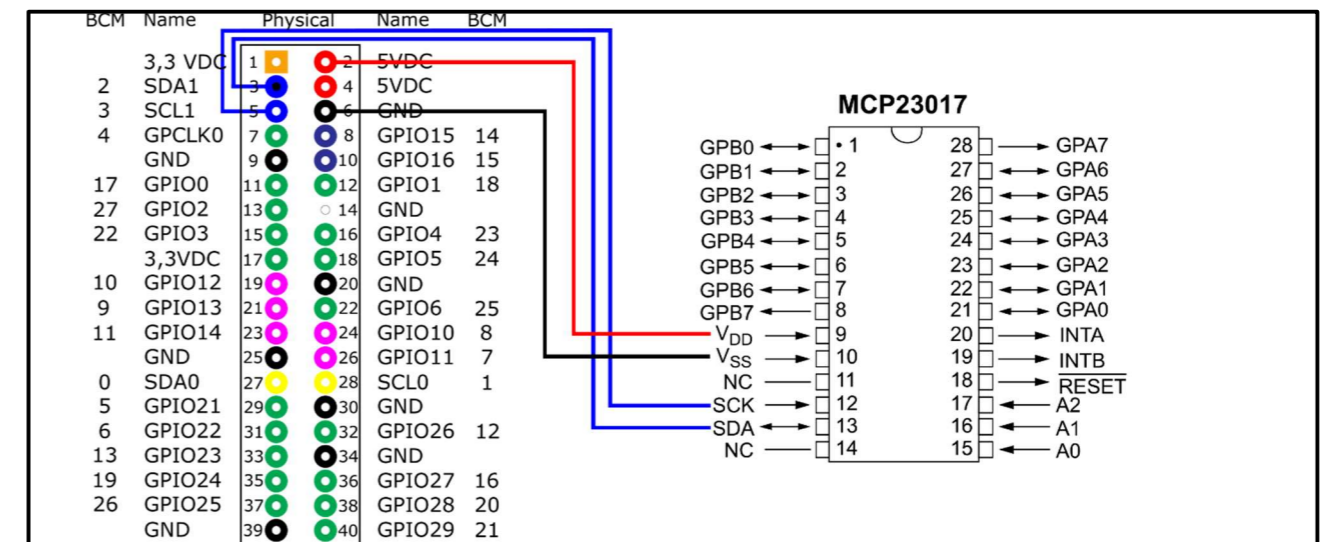 BCM Name Physical Name BCM
3,3 VDC 1 2 5VDC
2 SDA1 3 4 5VDC
3 SCL1 5 6 GND
4 GPCLK0 7 8 GPIO15 14
GND 9 10 GPIO16 15
17 GPIO0 11 12 GPIO1 18
27 GPIO2 13 14 GND
22 GPIO3 15 16 GPIO4 23
3,3VDC 17 18 GPIO5 24
10 GPIO12 19 20 GND
9 GPIO13 21 22 GPIO6 25
11 GPIO14 23 24 GPIO10 8
GND 25 26 GPIO11 7
0 SDA0 27 28 SCL0 1
5 GPIO21 29 30 GND
6 GPIO22 31 32 GPIO26 12
13 GPIO23 33 34 GND
19 GPIO24 35 36 GPIO27 16
26 GPIO25 37 38 GPIO28 20
GND 39 40 GPIO29 21
MCP23017
GPB0 1 28 GPA7
GPB1 2 27 GPA6
GPB2 3 26 GPA5
GPB3 4 25 GPA4
GPB4 5 24 GPA3
GPB5 6 23 GPA2
GPB6 7 22 GPA1
GPB7 8 21 GPA0
VDD 9 20 INTA
VSS 10 19 INTB
NC 11 18 RESET
SCK 12 17 A2
SDA 13 16 A1
NC 14 15 A0